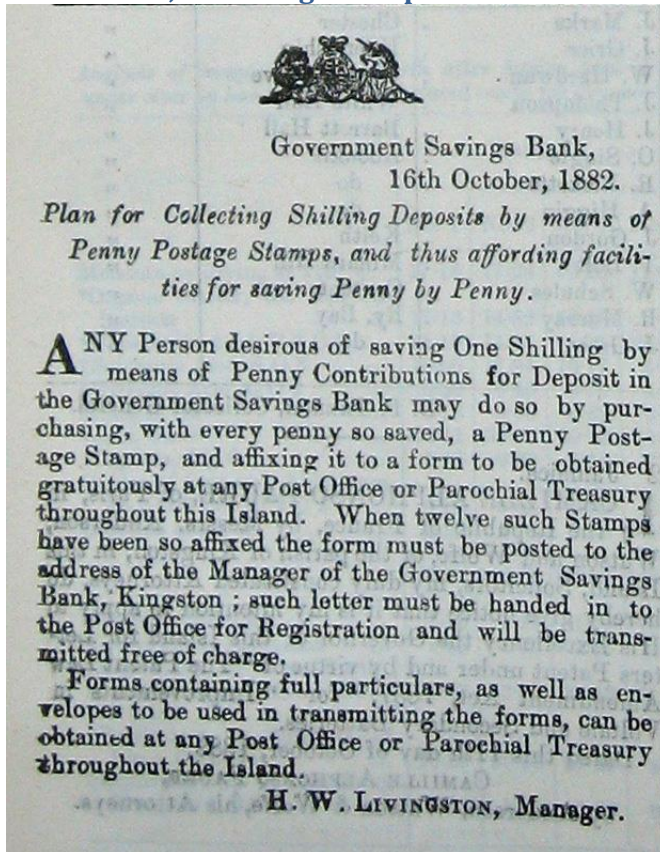 Government Savings Bank,
16th October, 1882.
Plan for Collecting Shilling Deposits by means of
Penny Postage Stamps, and thus affording facili-
ties for saving Penny by Penny.
ANY Person desirous of saving One Shilling by
means of Penny Contributions for Deposit in
the Government Savings Bank may do so by pur-
chasing, with every penny so saved, a Penny Post-
age Stamp, and affixing it to a form to be obtained
gratuitously at any Post Office or Parochial Treasury
throughout this Island. When twelve such Stamps
have been so affixed the form must be posted to the
address of the Manager of the Government Savings
Bank, Kingston ; such letter must be handed in to
the Post Office for Registration and will be trans-
mitted free of charge.
Forms containing full particulars, as well as en-
velopes to be used in transmitting the forms, can be
obtained at any Post Office or Parochial Treasury
throughout the Island.
H. W. LIVINGSTON, Manager.